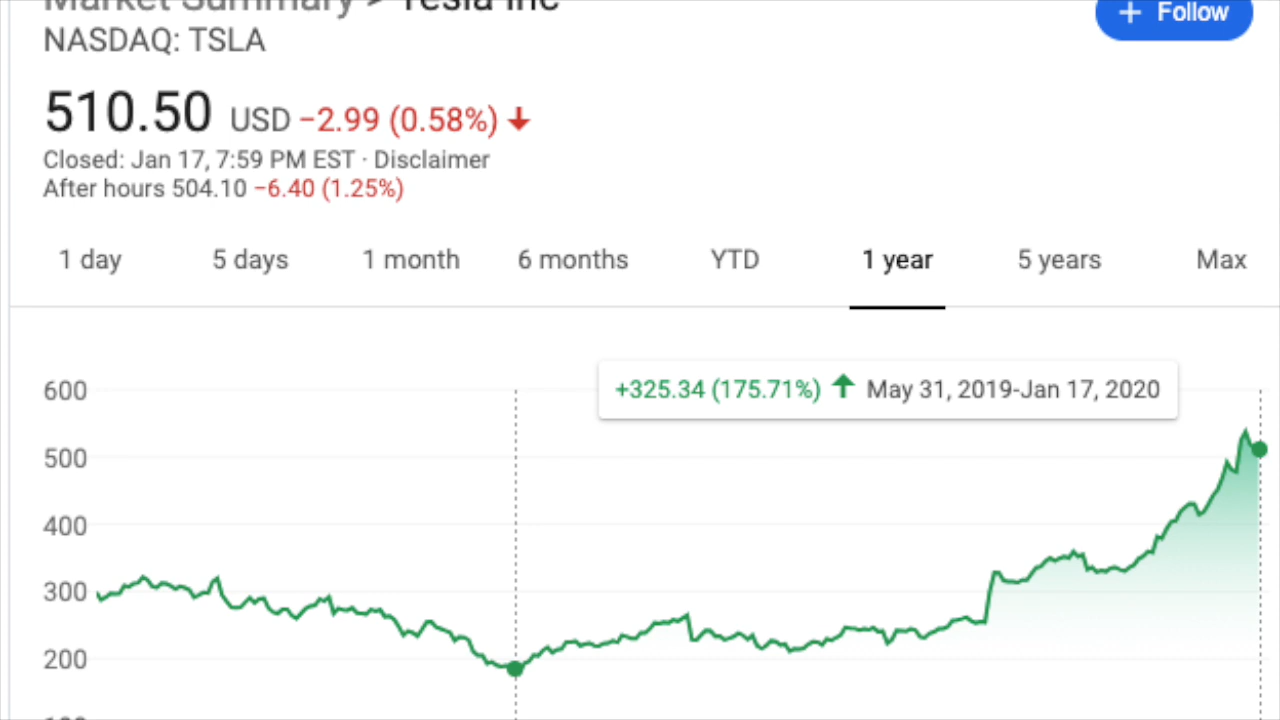 Market Summary > Tesla Inc
+ Follow
NASDAQ: TSLA
510.50 USD −2.99 (0.58%)
Closed: Jan 17, 7:59 PM EST · Disclaimer
After hours 504.10 −6.40 (1.25%)
1 day 5 days 1 month 6 months YTD 1 year 5 years Max
+325.34 (175.71%) May 31, 2019-Jan 17, 2020
600
500
400
300
200